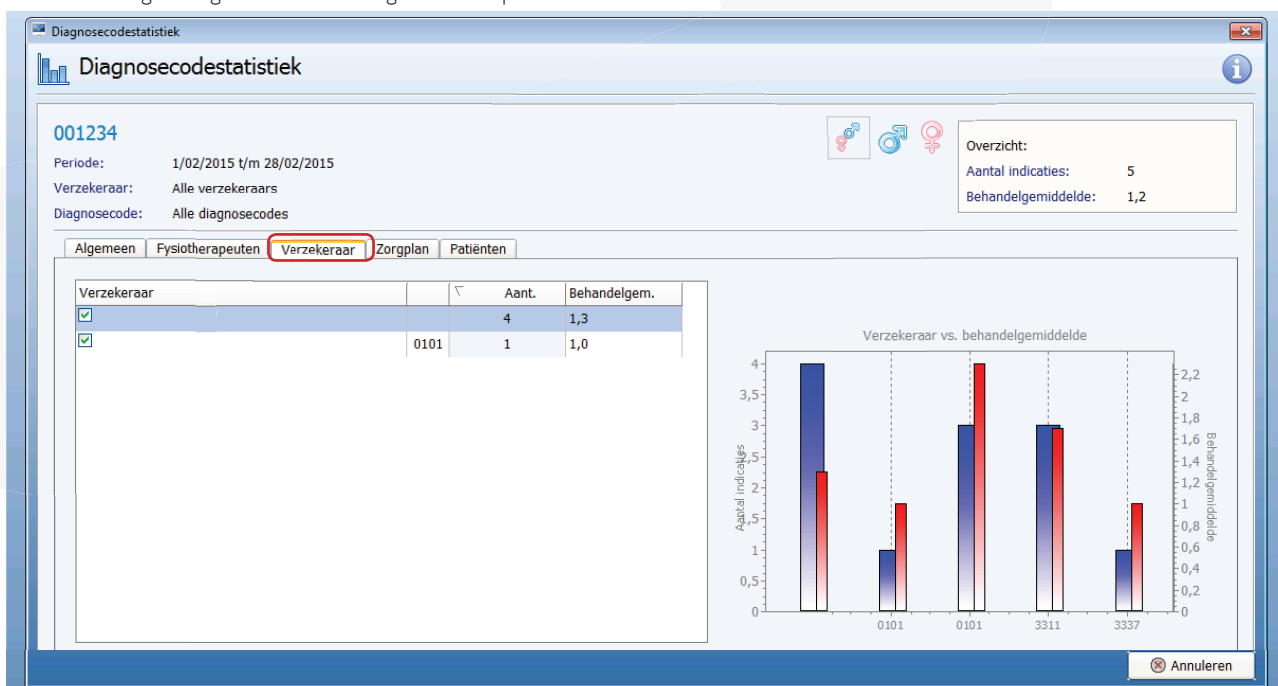 Diagnosecodestatistiek
Diagnosecodestatistiek
001234
Periode: 1/02/2015 t/m 28/02/2015
Verzekeraar: Alle verzekeraars
Diagnosecode: Alle diagnosecodes
Overzicht:
Aantal indicaties: 5
Behandelgemiddelde: 1,2
Algemeen Fysiotherapeuten Verzekeraar Zorgplan Patiënten
Verzekeraar Aant. Behandelgem.
4 1,3
0101 1 1,0
Verzekeraar vs. behandelgemiddelde
Aantal indicaties
4
3,5
3
2,5
2
1,5
1
0,5
0
0101 0101 3311 3337
2,2
2
1,8
1,6
1,4
1,2
1
0,8
0,6
0,4
0,2
0
Behandelgemiddelde
Annuleren